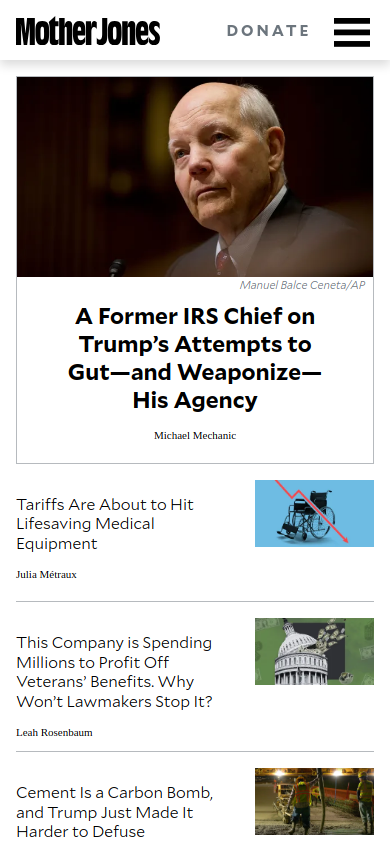 Mother Jones
DONATE
Manuel Balce Ceneta/AP
A Former IRS Chief on
Trump’s Attempts to
Gut—and Weaponize—
His Agency
Michael Mechanic
Tariffs Are About to Hit
Lifesaving Medical
Equipment
Julia Métraux
This Company is Spending
Millions to Profit Off
Veterans’ Benefits. Why
Won’t Lawmakers Stop It?
Leah Rosenbaum
Cement Is a Carbon Bomb,
and Trump Just Made It
Harder to Defuse